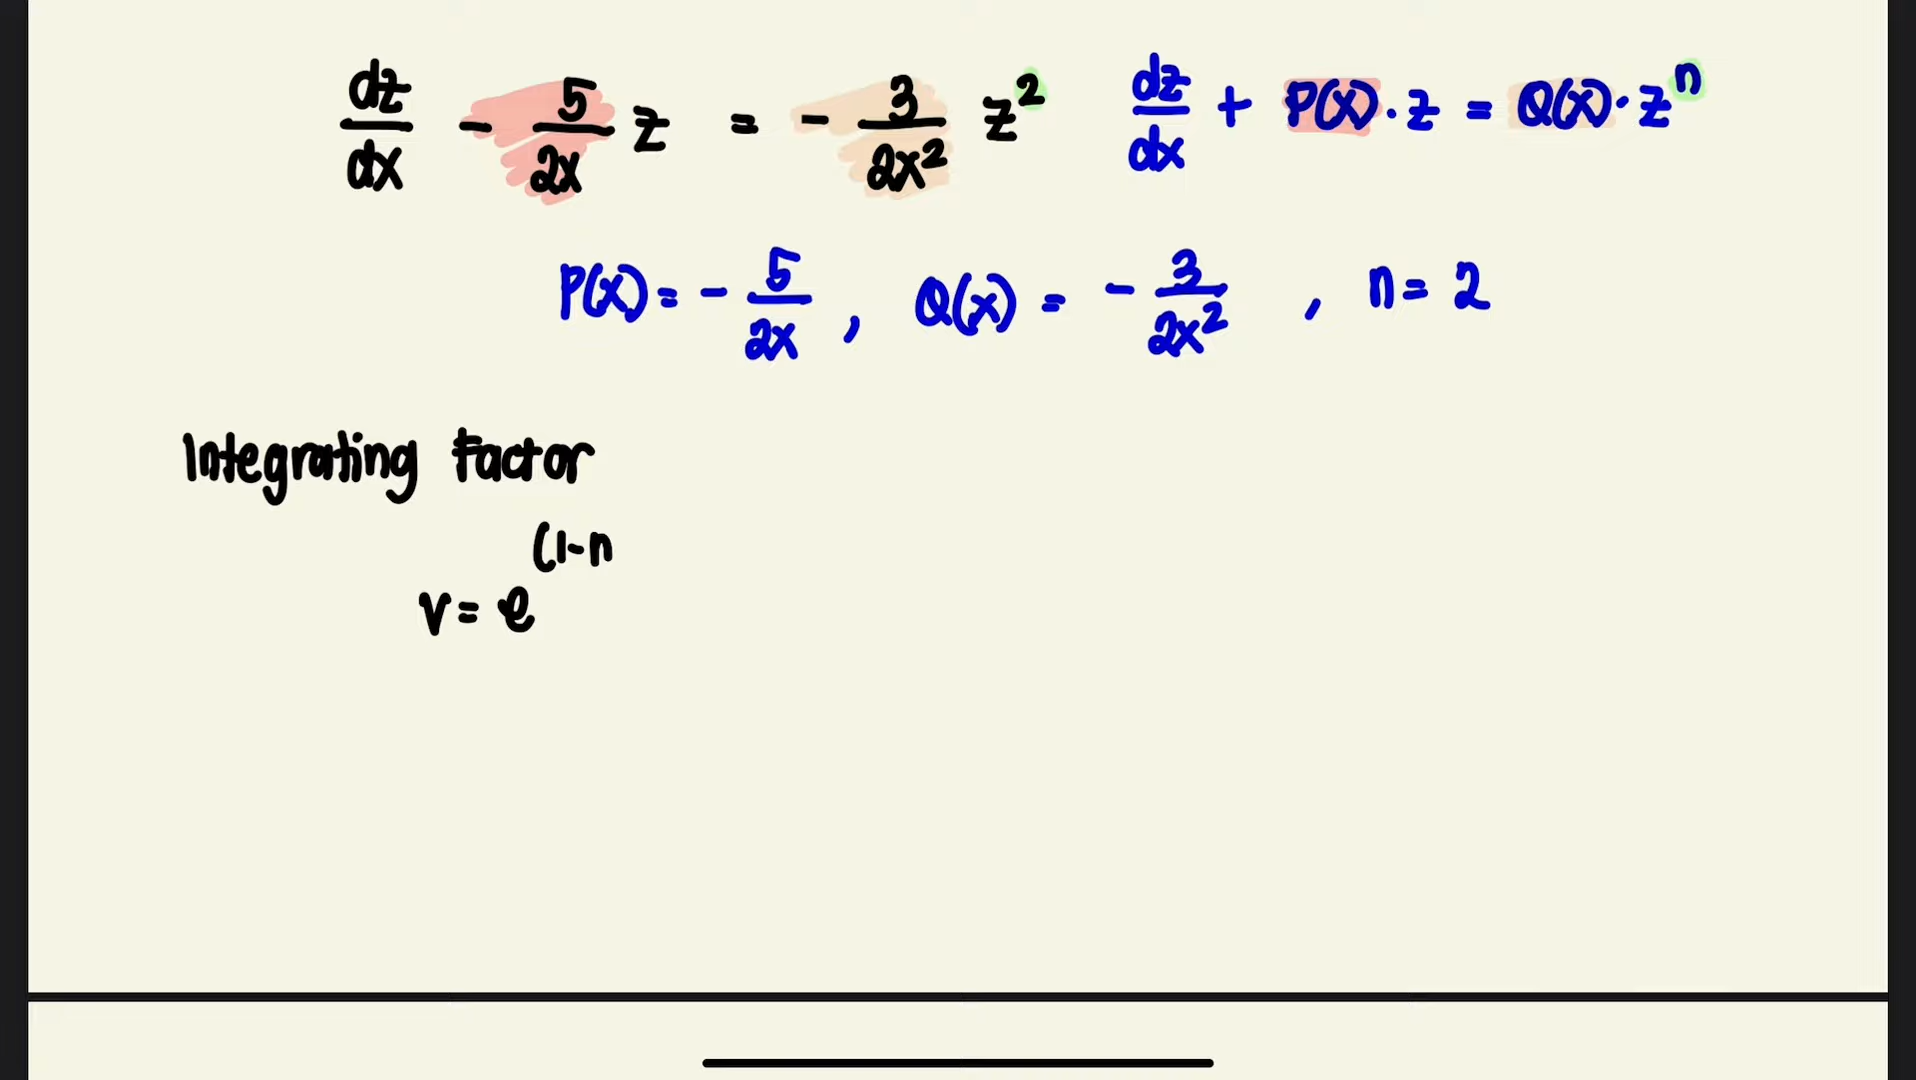 dz/dx - 5/2x z = - 3/2x² z² dz/dx + P(x)·z = Q(x)·zⁿ
P(x) = - 5/2x , Q(x) = - 3/2x² , n = 2
Integrating Factor
v = e^(1-n